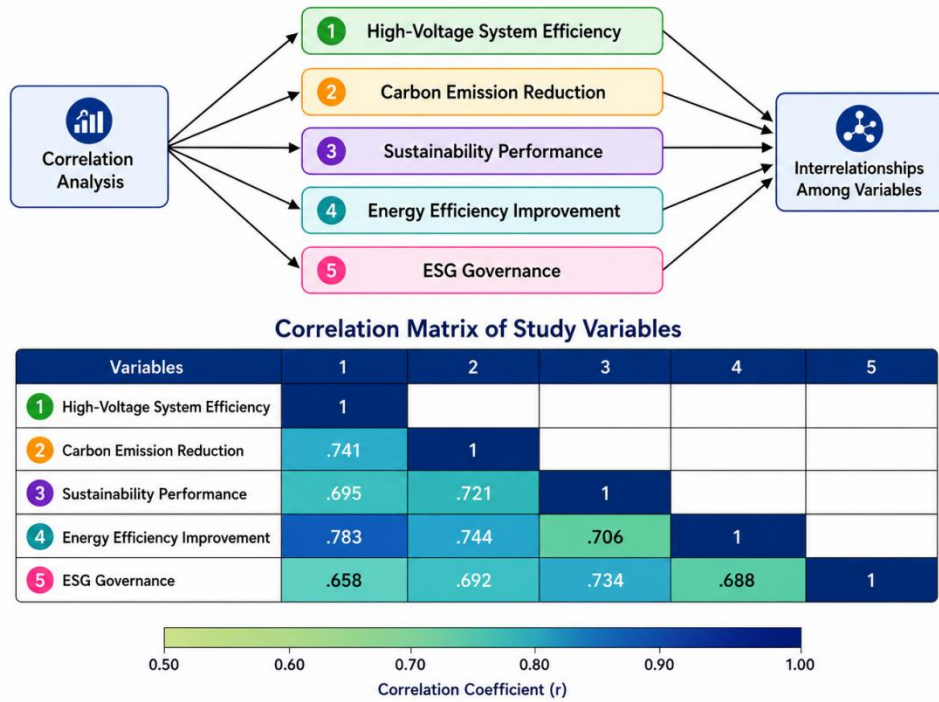 1 High-Voltage System Efficiency
2 Carbon Emission Reduction
Correlation
Analysis
3 Sustainability Performance
Interrelationships
Among Variables
4 Energy Efficiency Improvement
5 ESG Governance
Correlation Matrix of Study Variables
Variables 1 2 3 4 5
1 High-Voltage System Efficiency 1
2 Carbon Emission Reduction .741 1
3 Sustainability Performance .695 .721 1
4 Energy Efficiency Improvement .783 .744 .706 1
5 ESG Governance .658 .692 .734 .688 1
0.50 0.60 0.70 0.80 0.90 1.00
Correlation Coefficient (r)